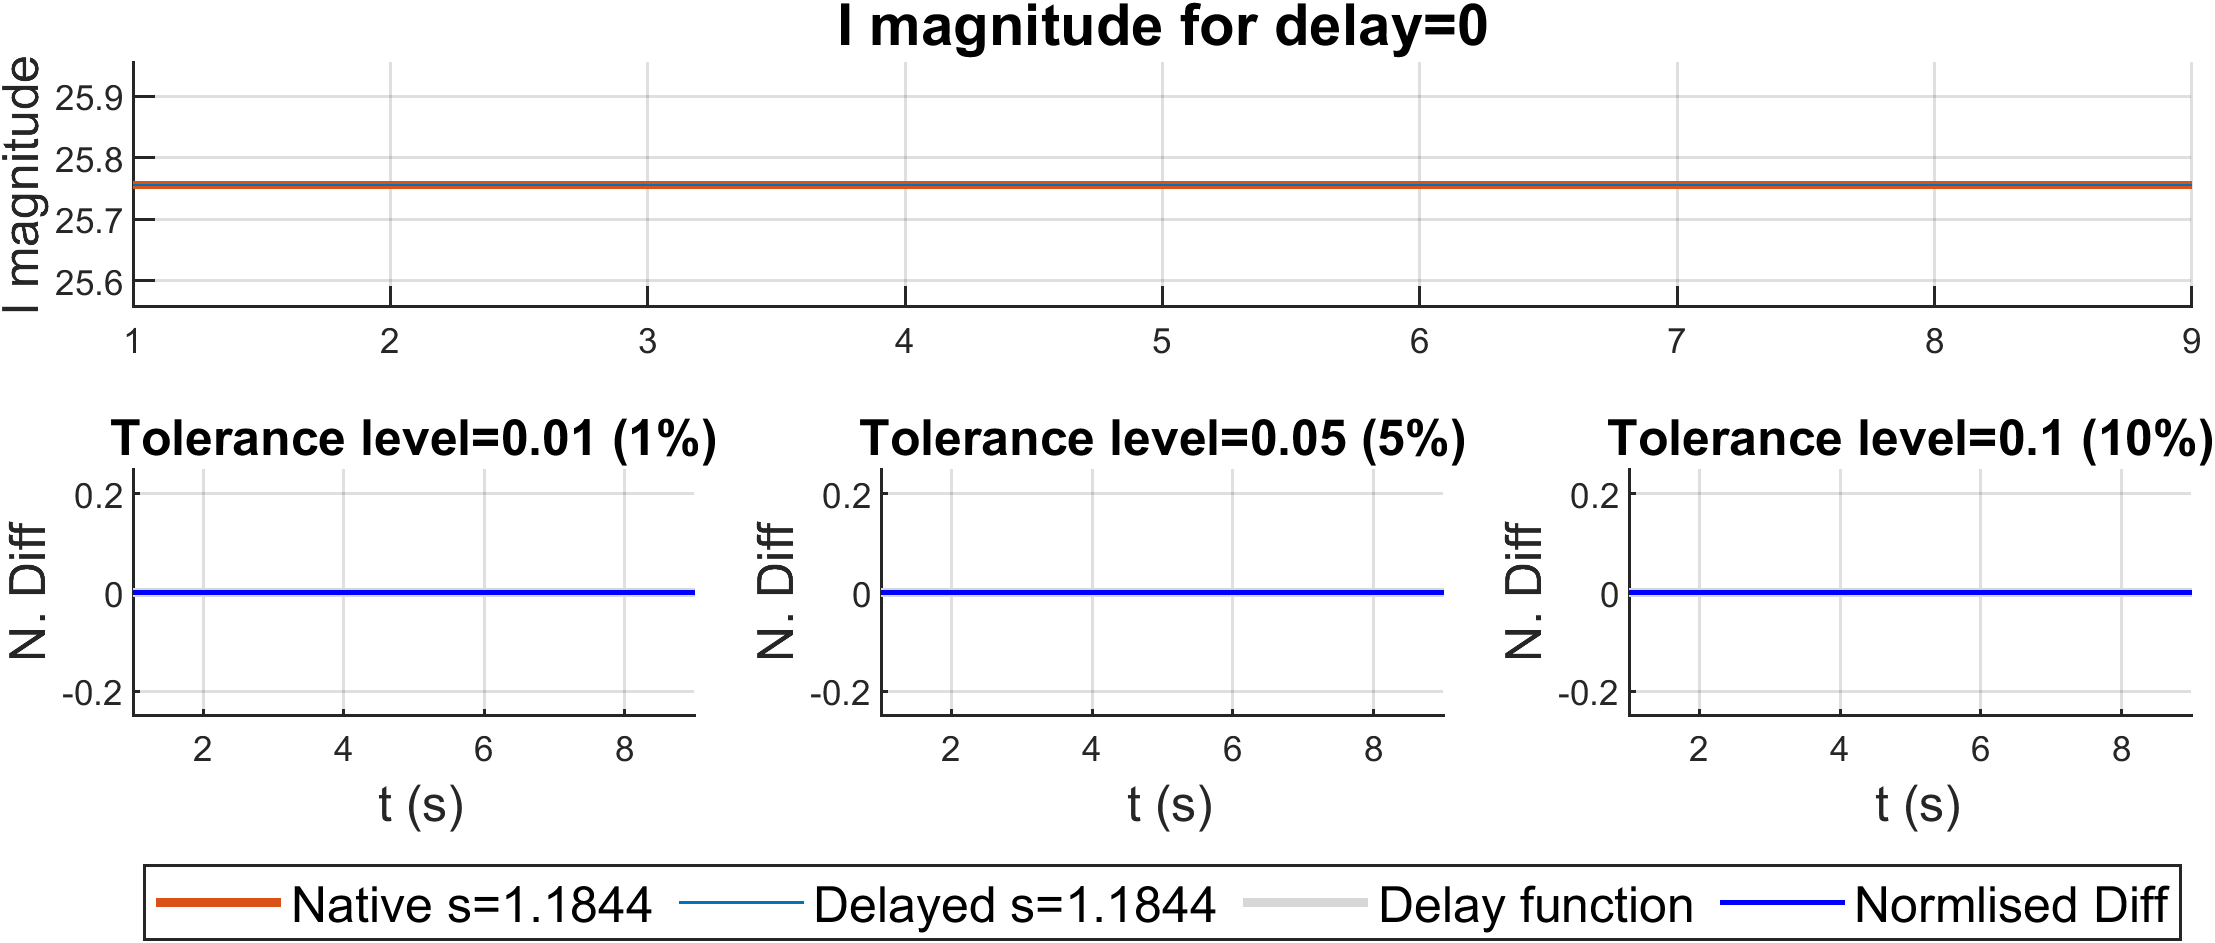 I magnitude for delay=0
I magnitude
25.9
25.8
25.7
25.6
1 2 3 4 5 6 7 8 9
Tolerance level=0.01 (1%)
N. Diff
0.2
0
-0.2
2 4 6 8
t (s)
Tolerance level=0.05 (5%)
N. Diff
0.2
0
-0.2
2 4 6 8
t (s)
Tolerance level=0.1 (10%)
N. Diff
0.2
0
-0.2
2 4 6 8
t (s)
Native s=1.1844 Delayed s=1.1844 Delay function Normlised Diff